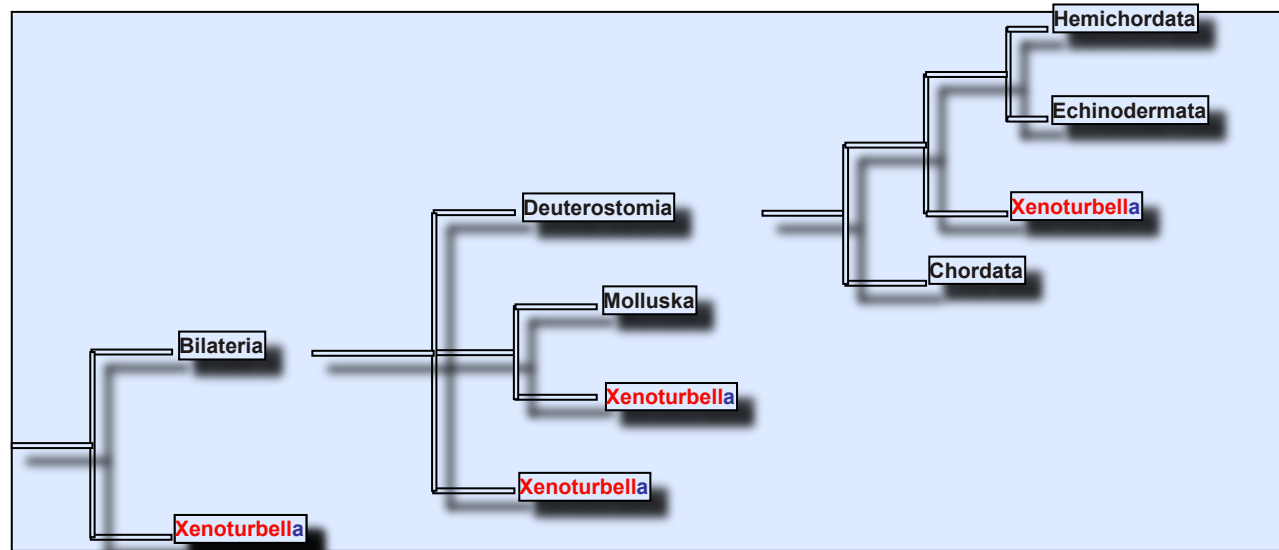 Hemichordata
Echinodermata
Deuterostomia
Xenoturbella
Chordata
Molluska
Bilateria
Xenoturbella
Xenoturbella
Xenoturbella